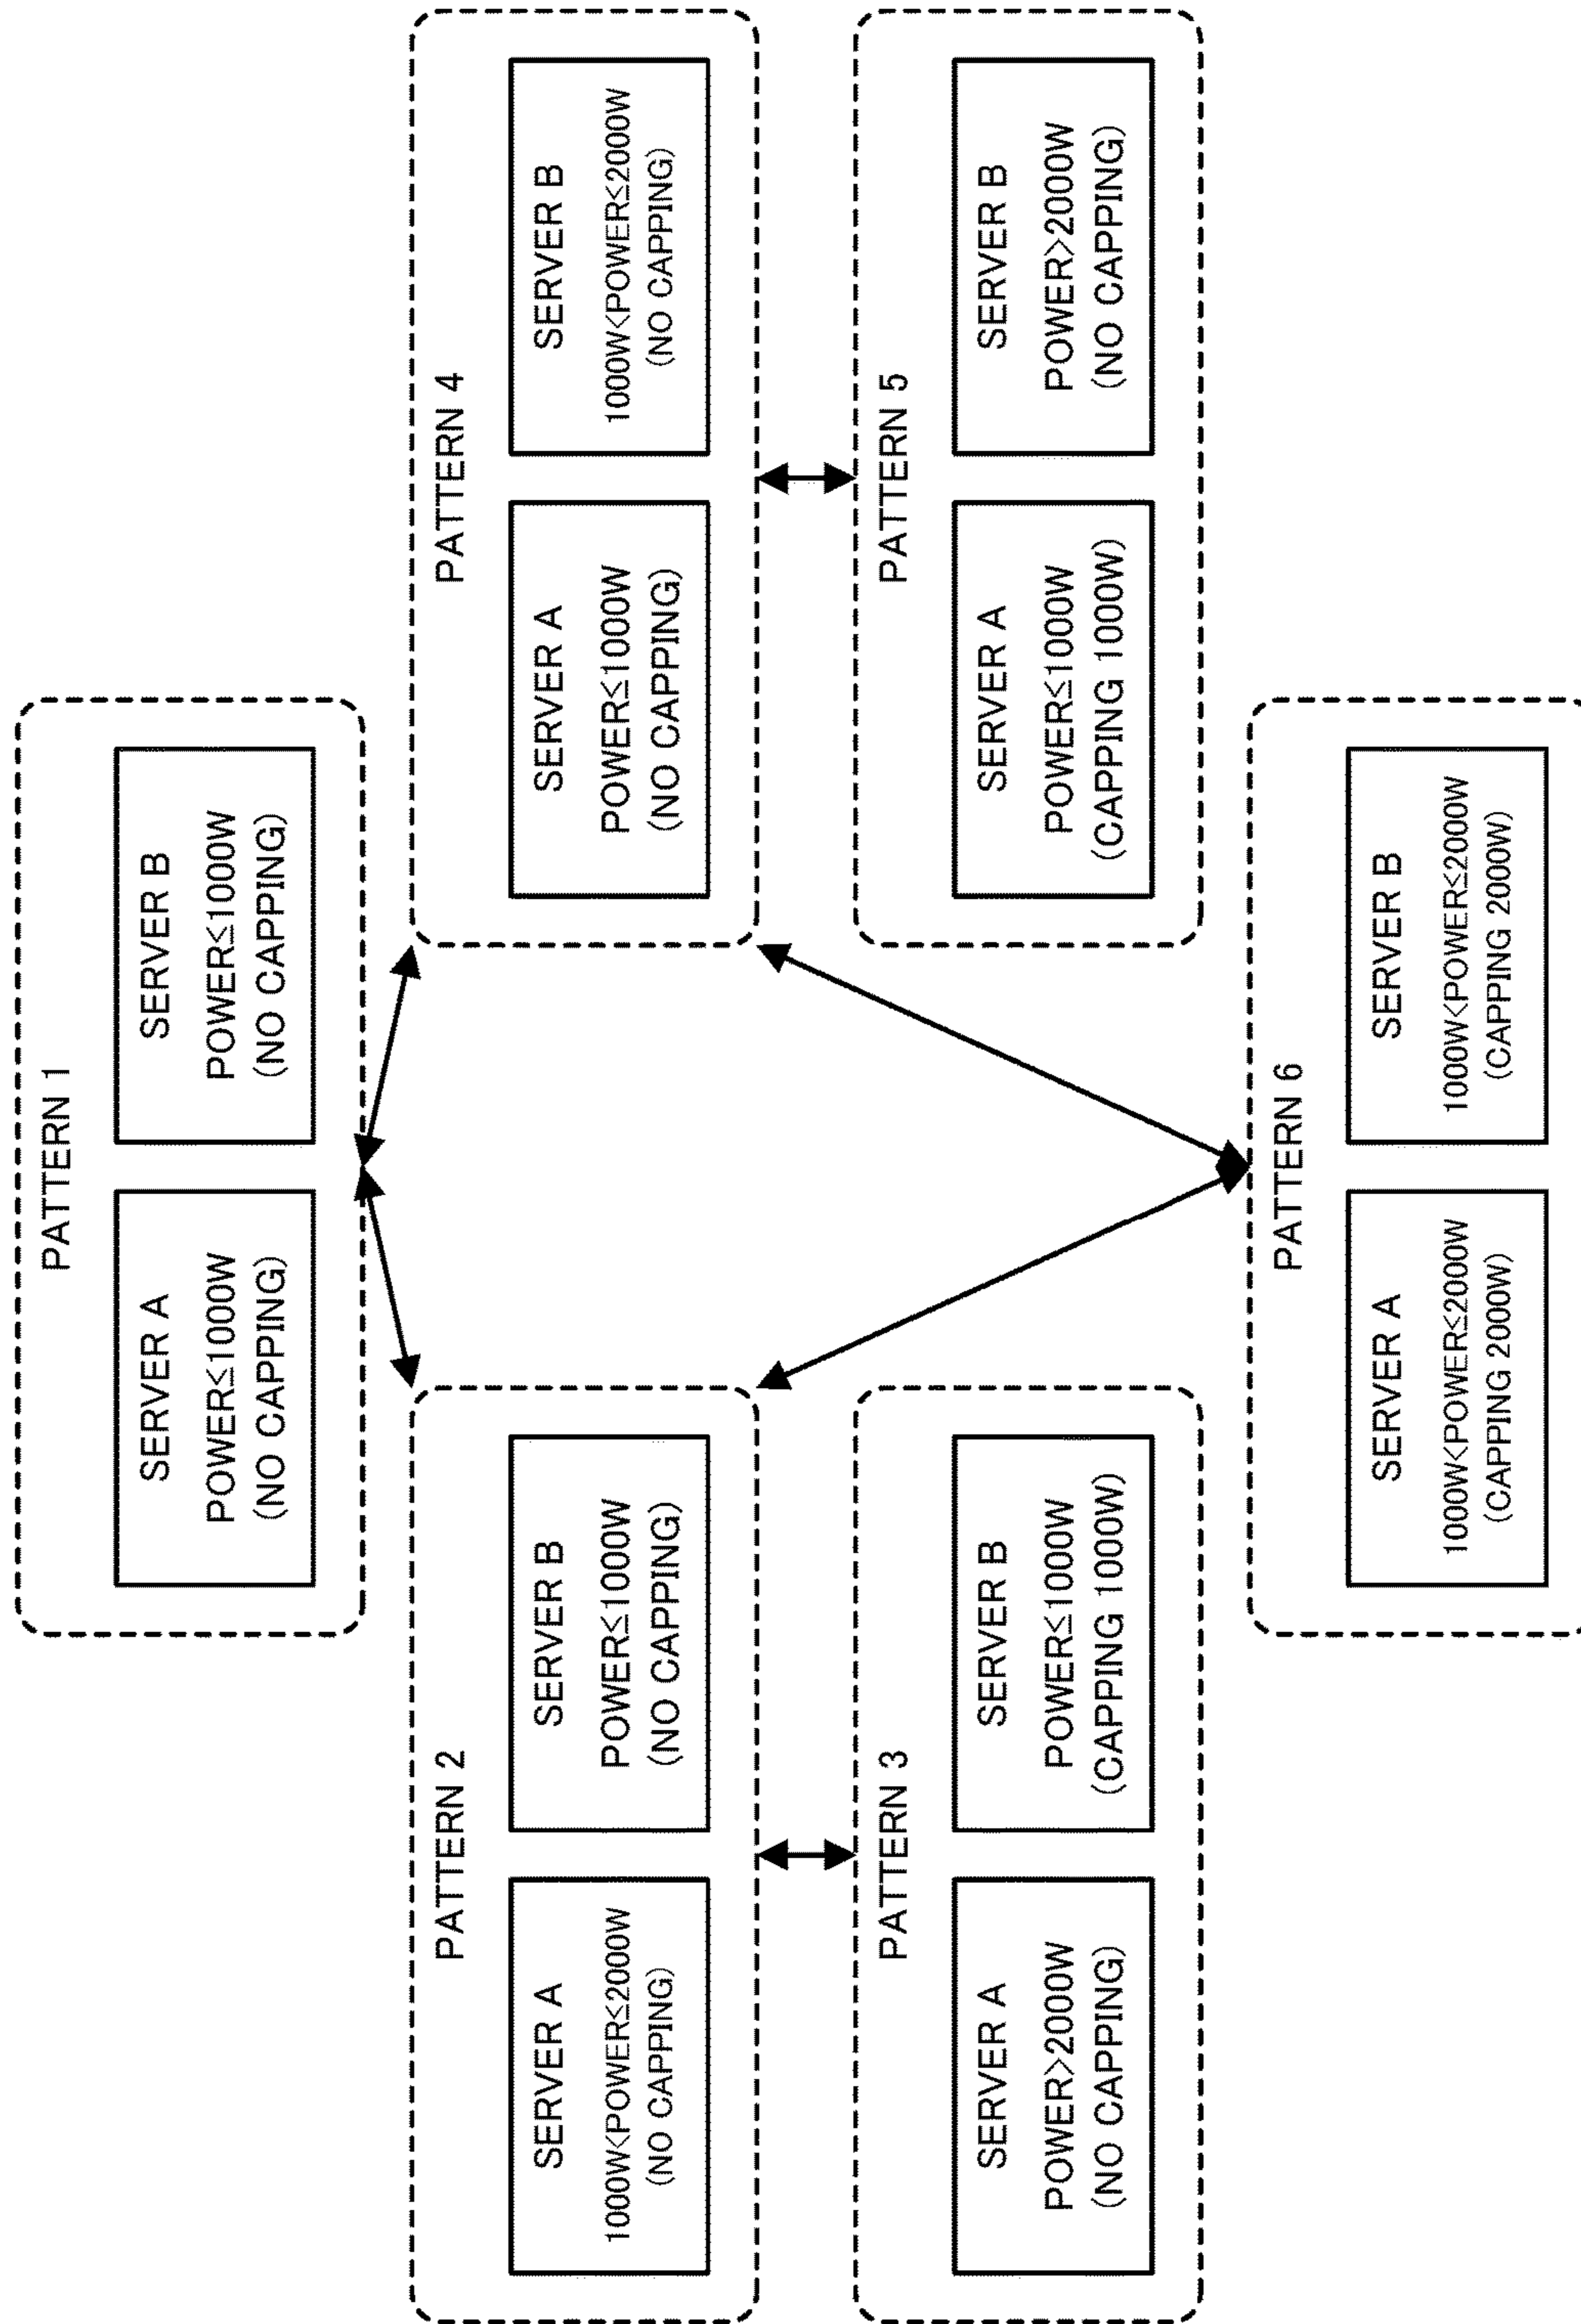 PATTERN 1
SERVER A
POWER≤1000W
(NO CAPPING)
SERVER B
POWER≤1000W
(NO CAPPING)
PATTERN 2
SERVER A
1000W<POWER≤2000W
(NO CAPPING)
SERVER B
POWER≤1000W
(NO CAPPING)
PATTERN 4
SERVER A
POWER≤1000W
(NO CAPPING)
SERVER B
1000W<POWER≤2000W
(NO CAPPING)
PATTERN 3
SERVER A
POWER>2000W
(NO CAPPING)
SERVER B
POWER≤1000W
(CAPPING 1000W)
PATTERN 5
SERVER A
POWER≤1000W
(CAPPING 1000W)
SERVER B
POWER>2000W
(NO CAPPING)
PATTERN 6
SERVER A
1000W<POWER≤2000W
(CAPPING 2000W)
SERVER B
1000W<POWER≤2000W
(CAPPING 2000W)